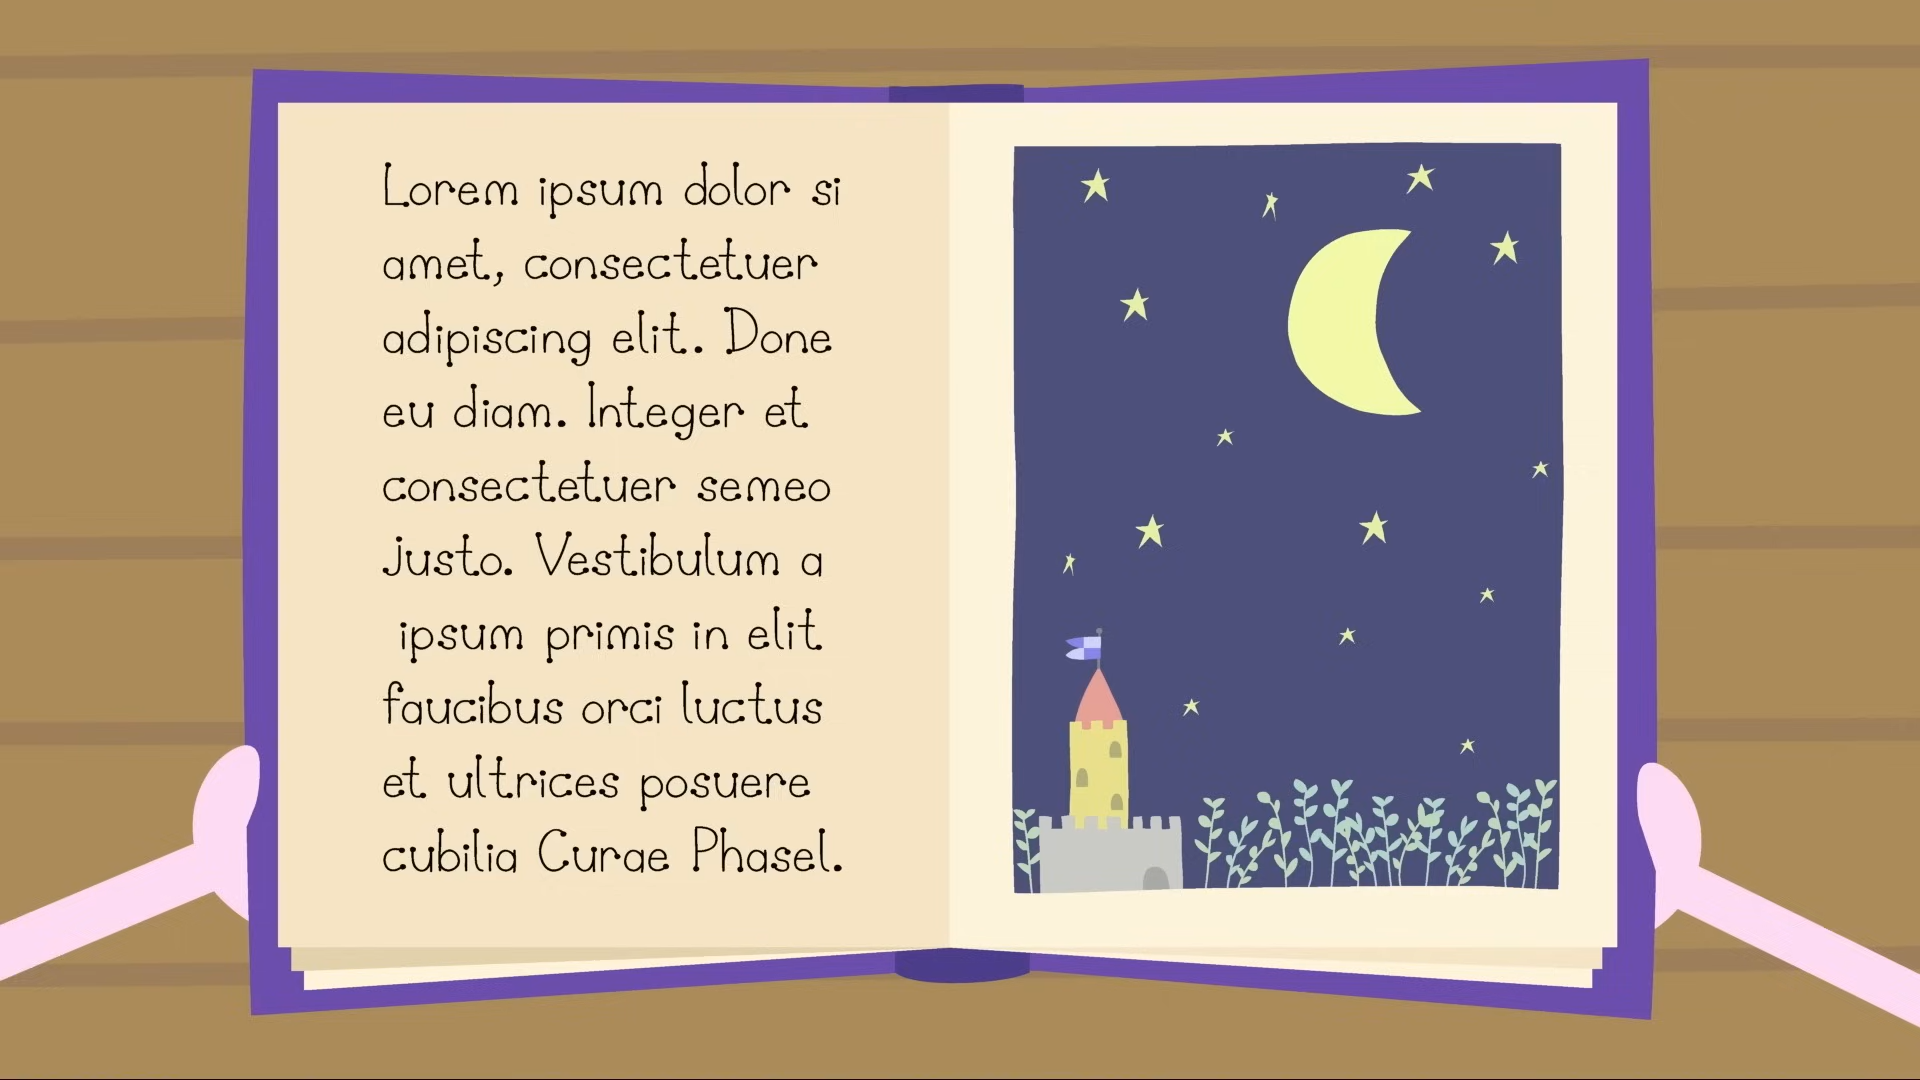 Lorem ipsum dolor si
amet, consectetuer
adipiscing elit. Done
eu diam. Integer et
consectetuer semeo
justo. Vestibulum a
ipsum primis in elit
faucibus orci luctus
et ultrices posuere
cubilia Curae Phasel.